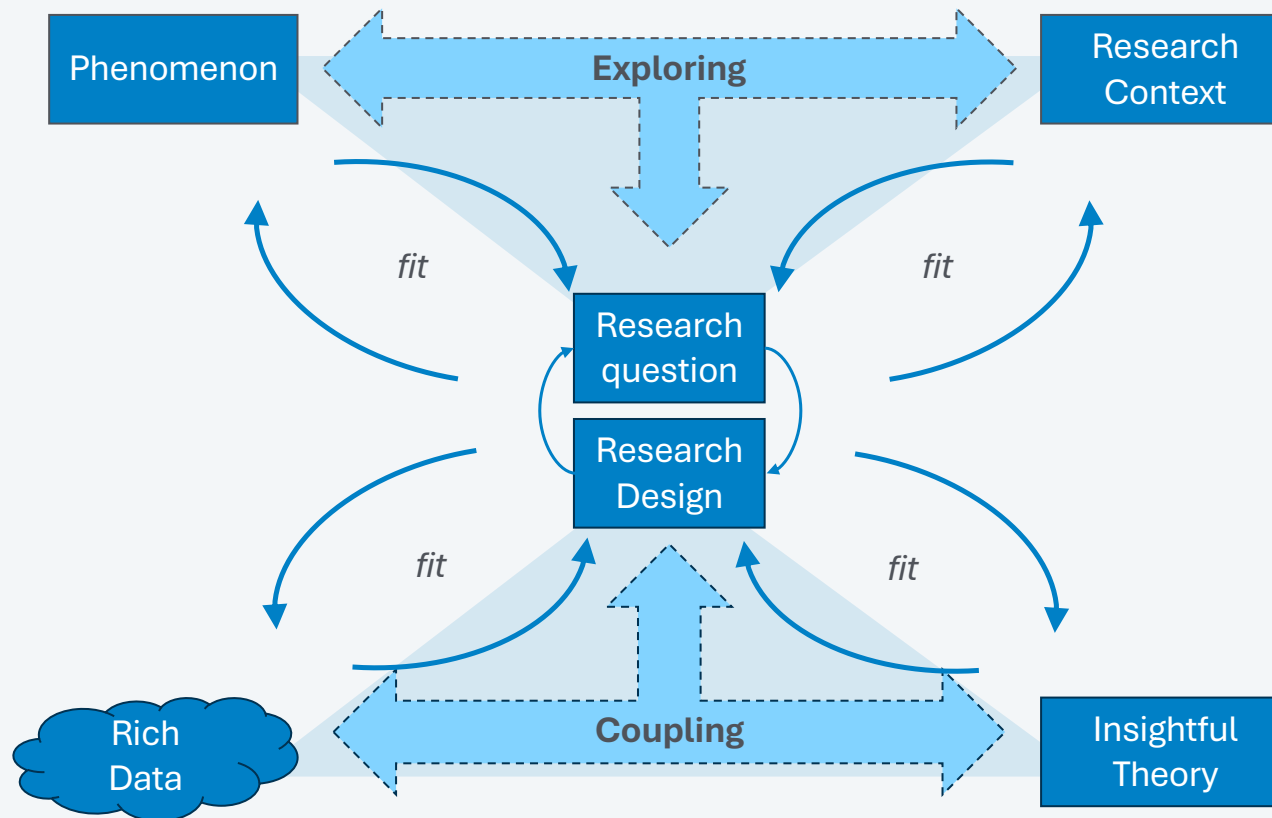 Phenomenon
Exploring
Research
Context
fit
fit
Research
question
Research
Design
fit
fit
Rich
Data
Coupling
Insightful
Theory